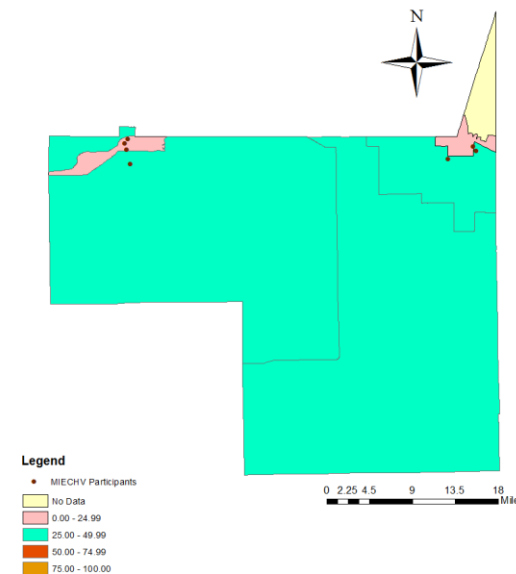 N
Legend
MIECHV Participants
No Data
0.00 - 24.99
25.00 - 49.99
50.00 - 74.99
75.00 - 100.00
0 2.25 4.5 9 13.5 18
Mile